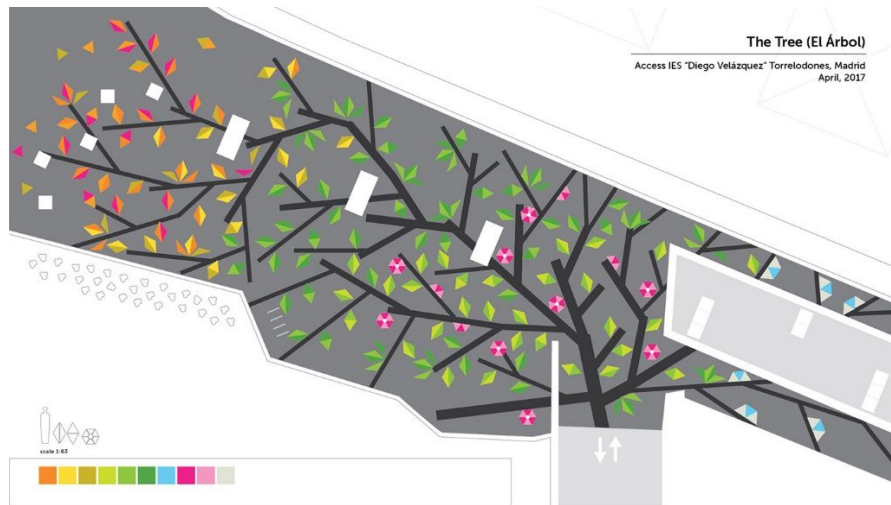 The Tree (El Árbol)
Access IES "Diego Velázquez" Torrelodones, Madrid
April, 2017
scale 1:63